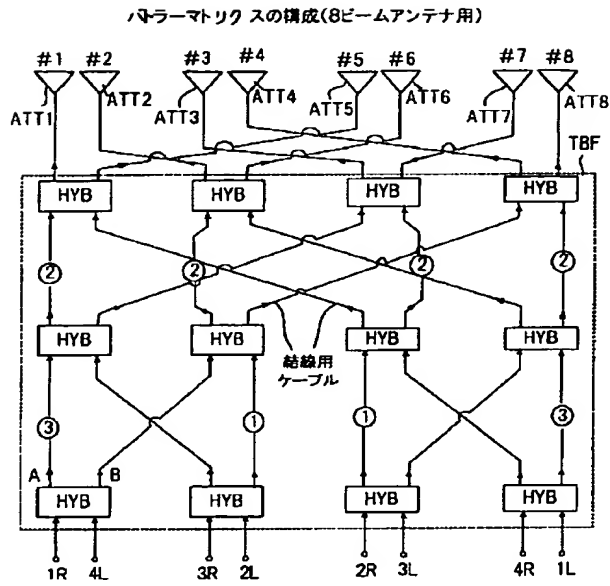 バトラーマトリクスの構成(8ビームアンテナ用)
#1 #2 #3 #4 #5 #6 #7 #8
ATT1 ATT2 ATT3 ATT4 ATT5 ATT6 ATT7 ATT8
TBF
HYB HYB HYB HYB
② ② ② ②
HYB HYB HYB HYB
結線用
ケーブル
③ ① ① ③
A B
HYB HYB HYB HYB
1R 4L 3R 2L 2R 3L 4R 1L